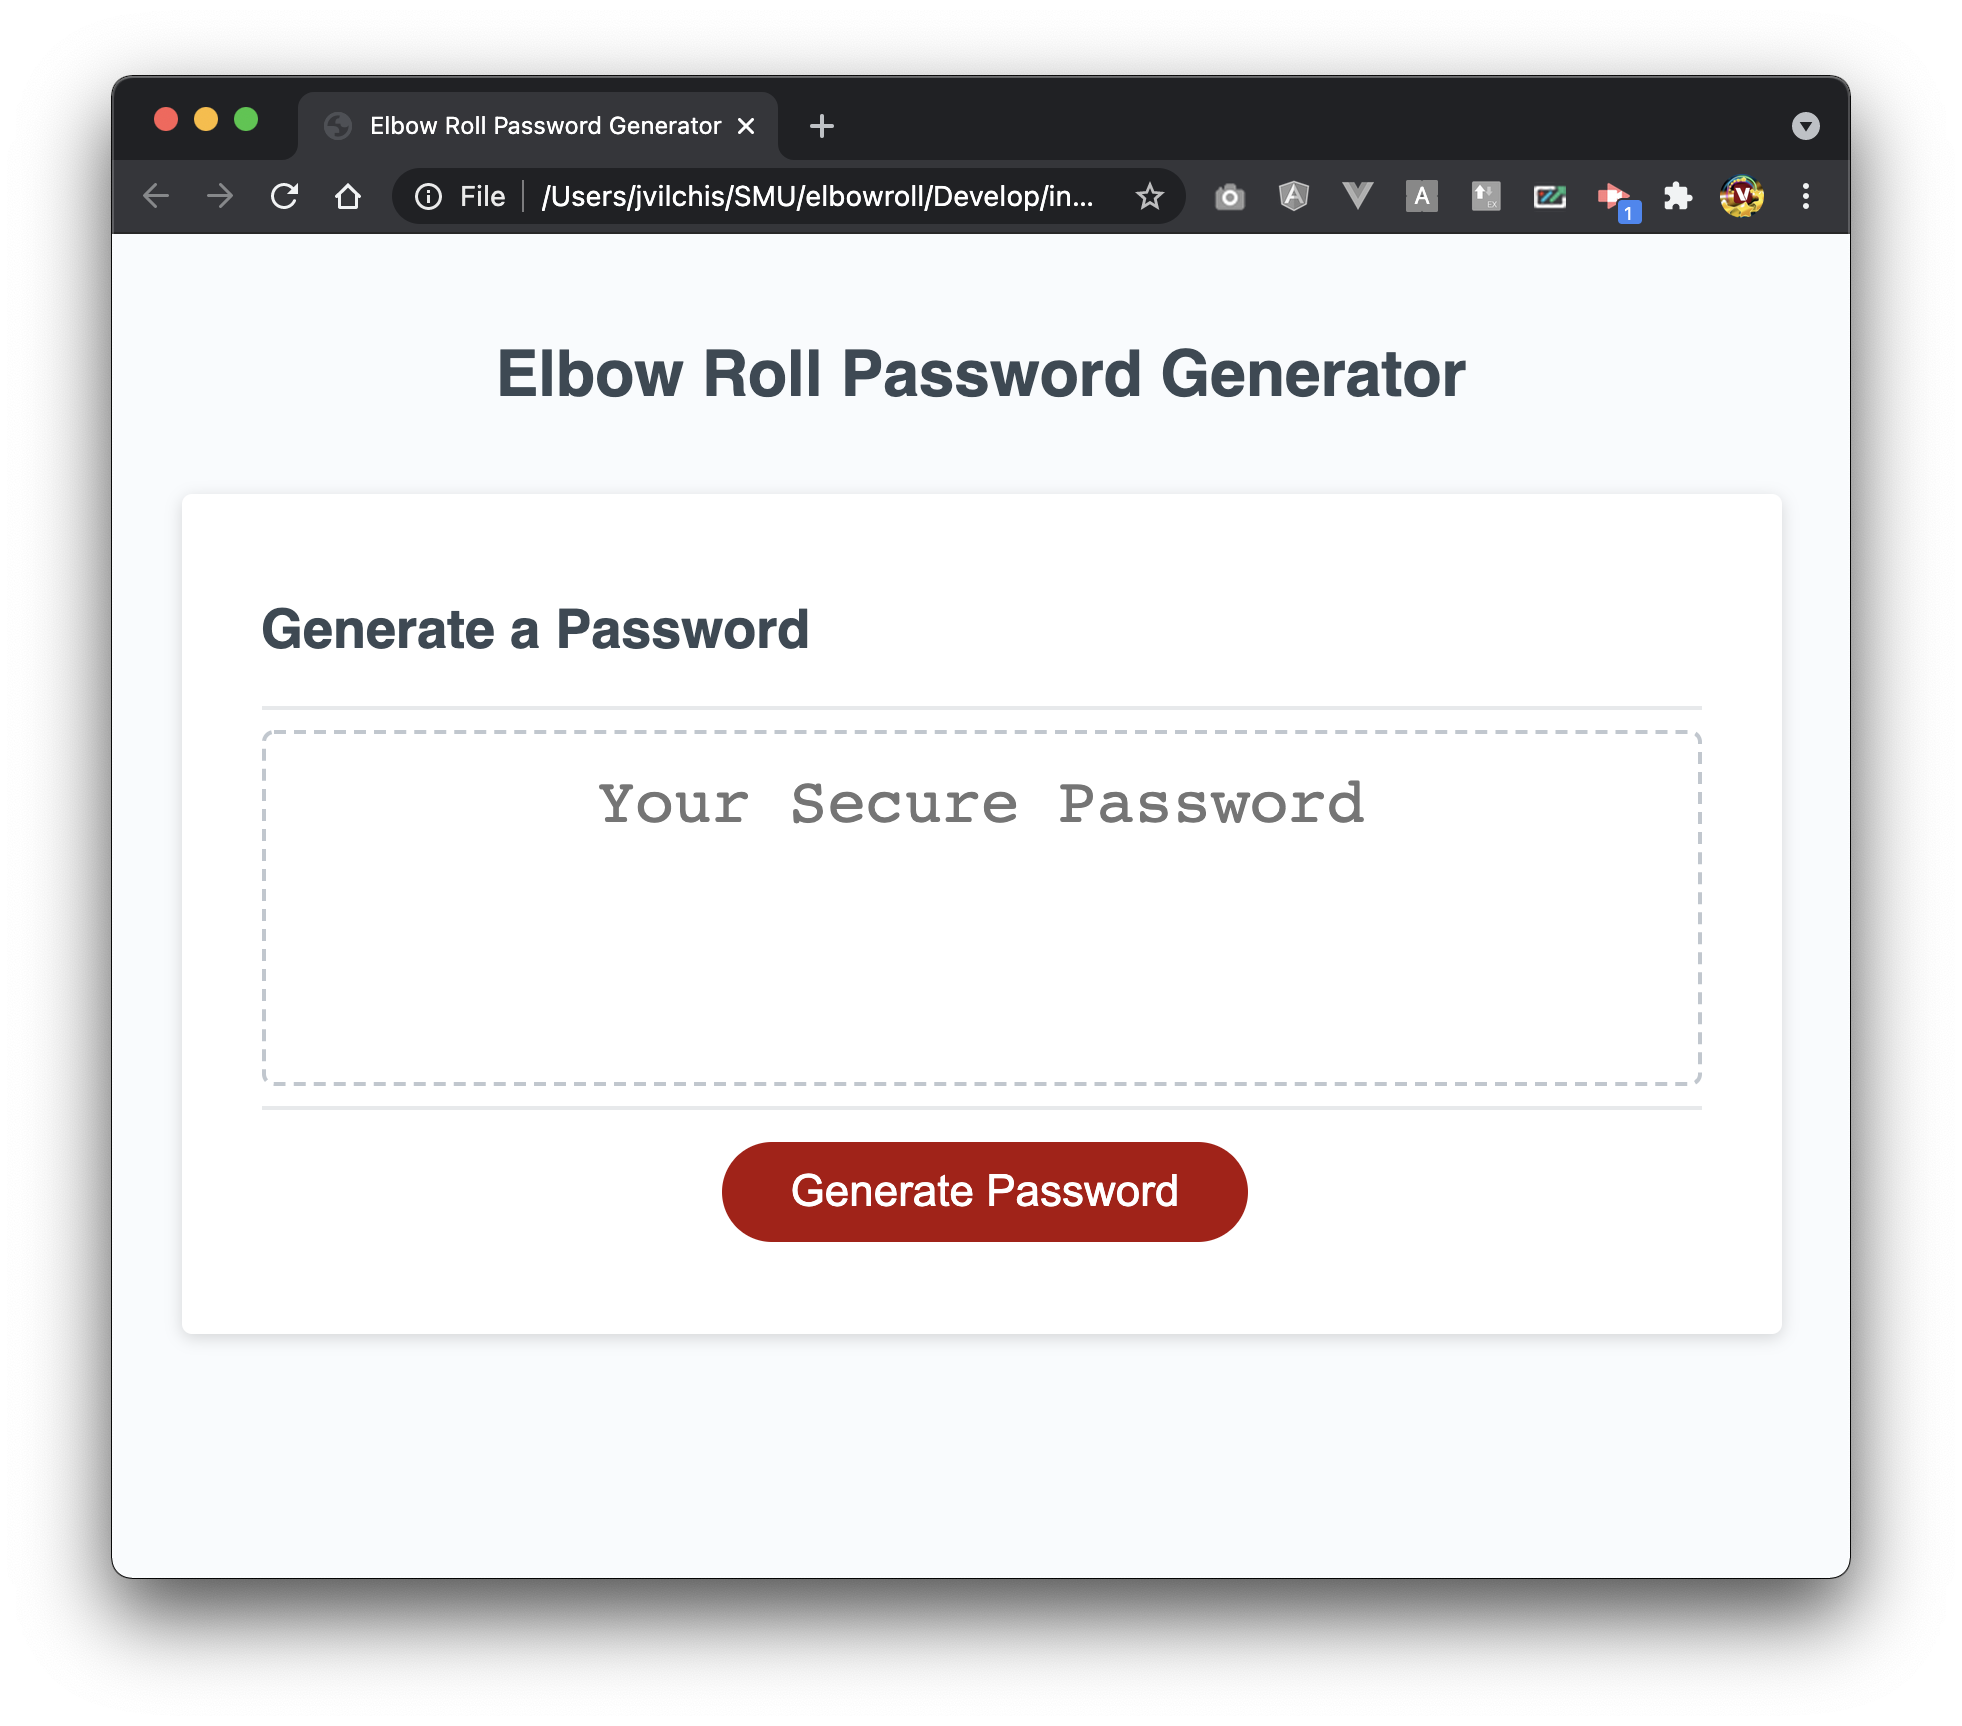 Elbow Roll Password Generator
File
/Users/jvilchis/SMU/elbowroll/Develop/in...
A
A
EX
1
V
Elbow Roll Password Generator
Generate a Password
Your Secure Password
Generate Password